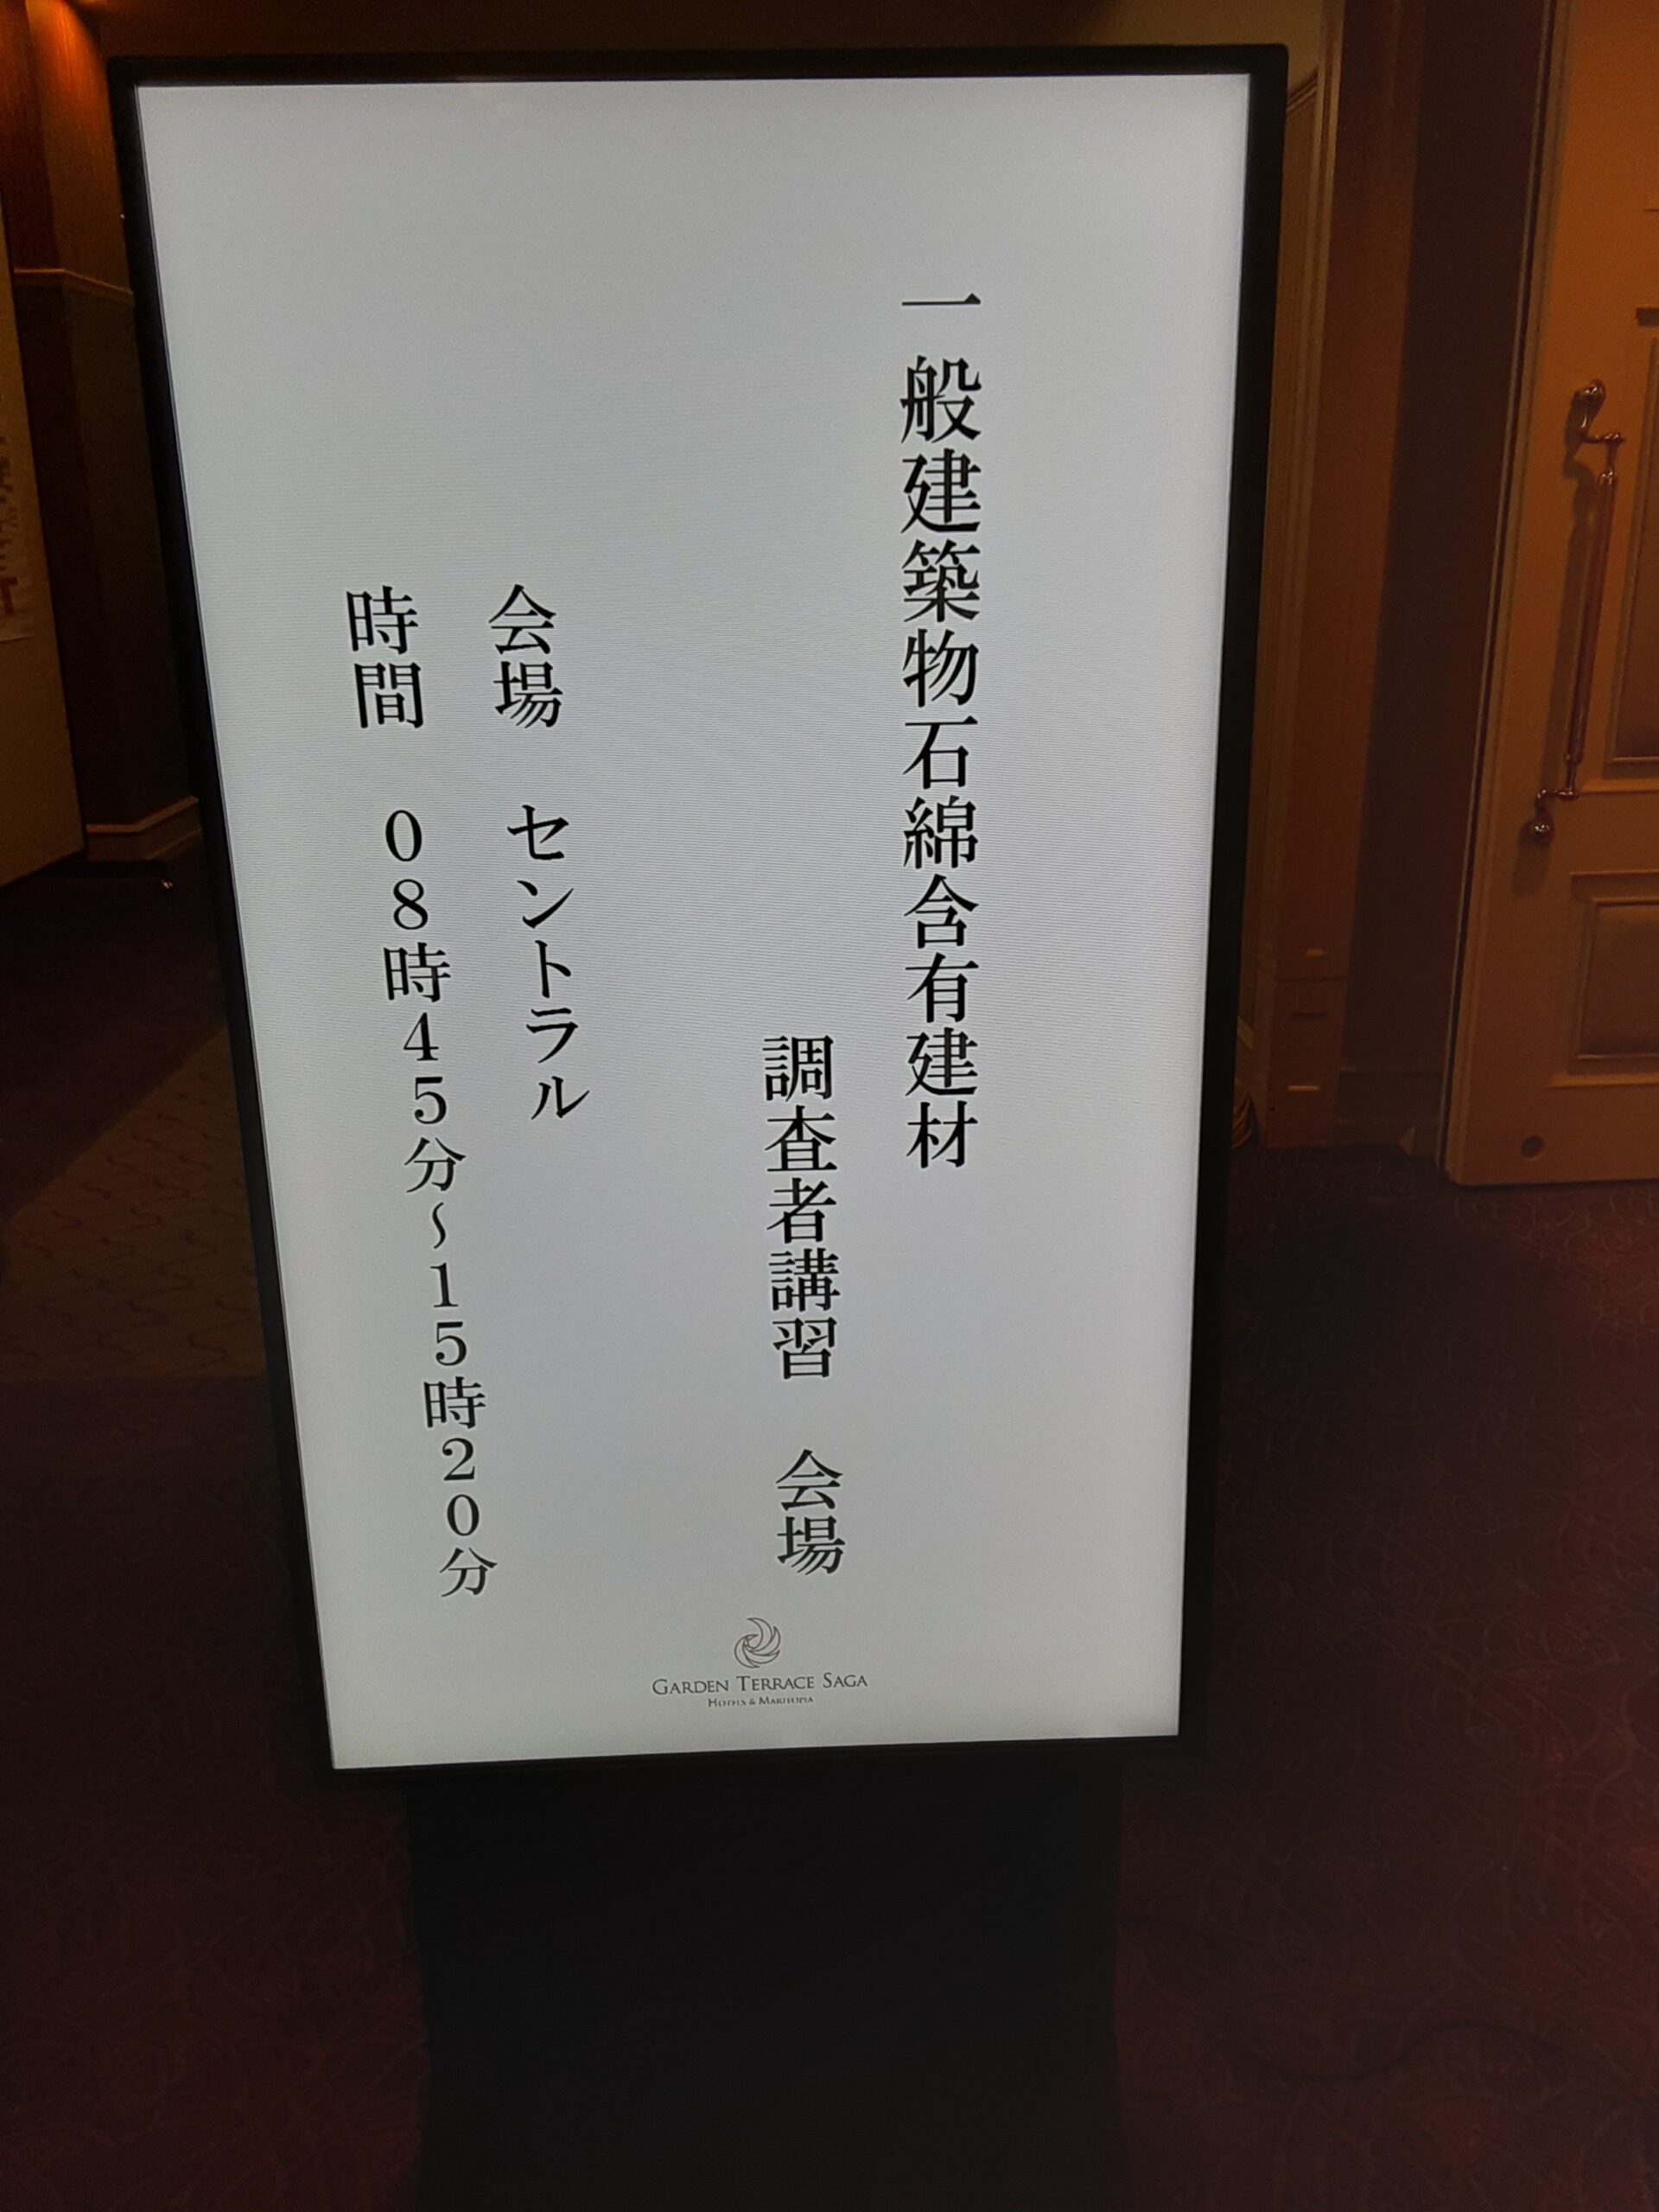 一般建築物石綿含有建材
調査者講習　会場
会場　セントラル
時間　０８時４５分～１５時２０分
GARDEN TERRACE SAGA
HOTELS & MARITOPIA